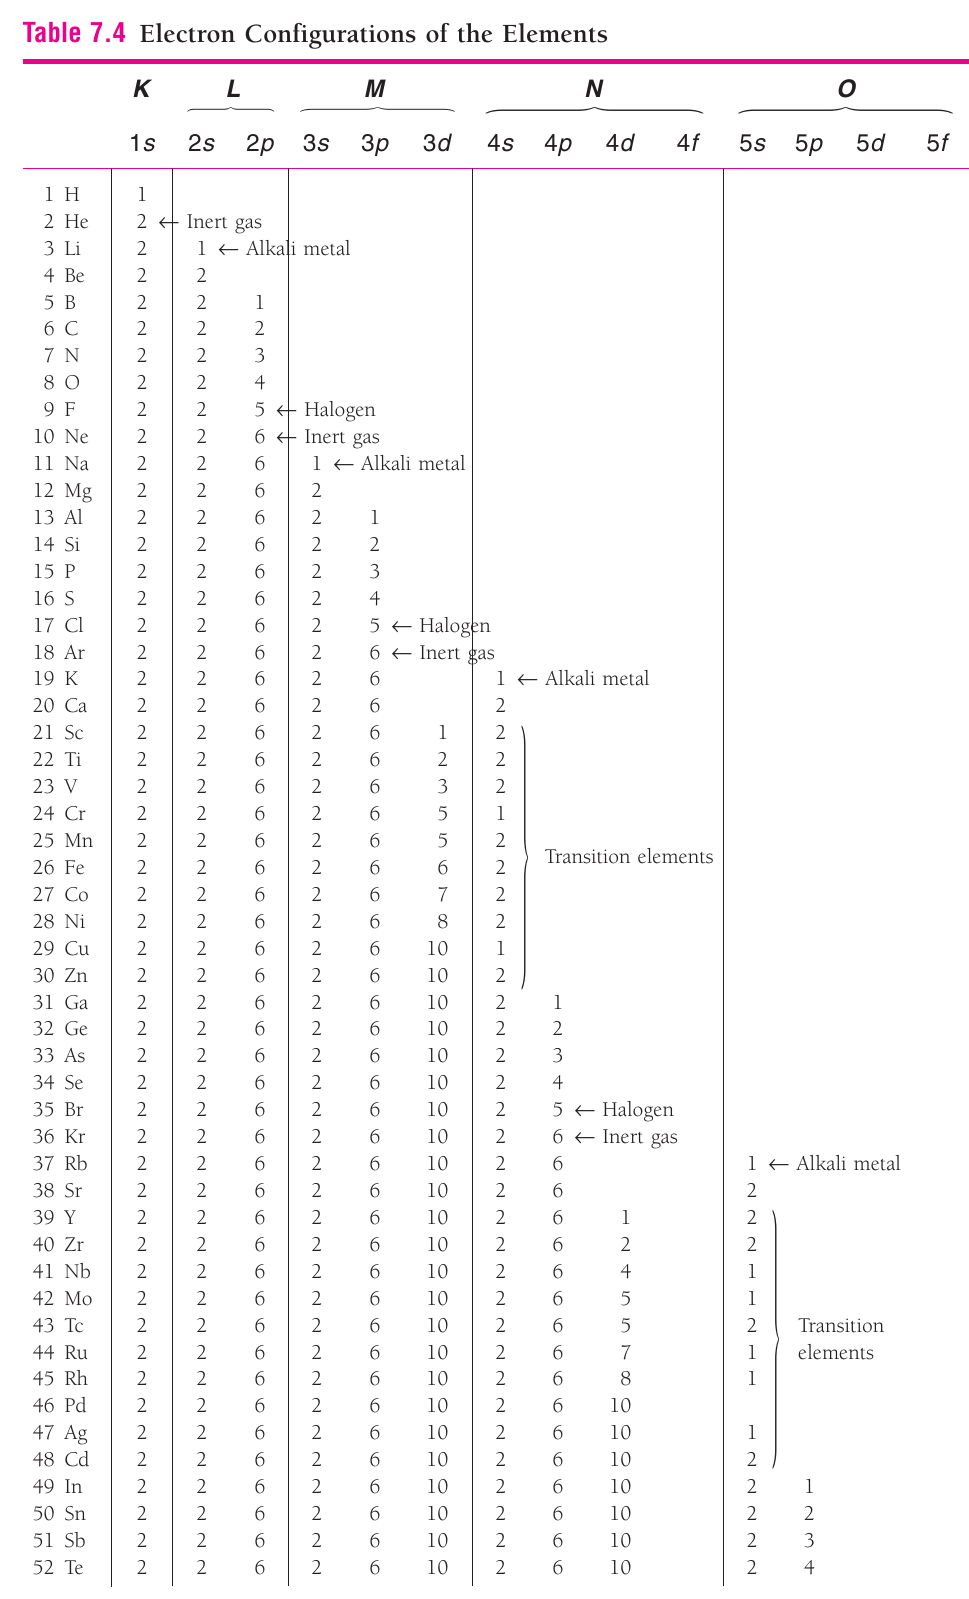 Table 7.4 Electron Configurations of the Elements
K L M N O
1s 2s 2p 3s 3p 3d 4s 4p 4d 4f 5s 5p 5d 5f
1 H 1
2 He 2 ← Inert gas
3 Li 2 1 ← Alkali metal
4 Be 2 2
5 B 2 2 1
6 C 2 2 2
7 N 2 2 3
8 O 2 2 4
9 F 2 2 5 ← Halogen
10 Ne 2 2 6 ← Inert gas
11 Na 2 2 6 1 ← Alkali metal
12 Mg 2 2 6 2
13 Al 2 2 6 2 1
14 Si 2 2 6 2 2
15 P 2 2 6 2 3
16 S 2 2 6 2 4
17 Cl 2 2 6 2 5 ← Halogen
18 Ar 2 2 6 2 6 ← Inert gas
19 K 2 2 6 2 6 1 ← Alkali metal
20 Ca 2 2 6 2 6 2
21 Sc 2 2 6 2 6 1 2
22 Ti 2 2 6 2 6 2 2
23 V 2 2 6 2 6 3 2
24 Cr 2 2 6 2 6 5 1
25 Mn 2 2 6 2 6 5 2
Transition elements
26 Fe 2 2 6 2 6 6 2
27 Co 2 2 6 2 6 7 2
28 Ni 2 2 6 2 6 8 2
29 Cu 2 2 6 2 6 10 1
30 Zn 2 2 6 2 6 10 2
31 Ga 2 2 6 2 6 10 2 1
32 Ge 2 2 6 2 6 10 2 2
33 As 2 2 6 2 6 10 2 3
34 Se 2 2 6 2 6 10 2 4
35 Br 2 2 6 2 6 10 2 5 ← Halogen
36 Kr 2 2 6 2 6 10 2 6 ← Inert gas
37 Rb 2 2 6 2 6 10 2 6 1 ← Alkali metal
38 Sr 2 2 6 2 6 10 2 6 2
39 Y 2 2 6 2 6 10 2 6 1 2
40 Zr 2 2 6 2 6 10 2 6 2 2
41 Nb 2 2 6 2 6 10 2 6 4 1
42 Mo 2 2 6 2 6 10 2 6 5 1
43 Tc 2 2 6 2 6 10 2 6 5 2 Transition
44 Ru 2 2 6 2 6 10 2 6 7 1 elements
45 Rh 2 2 6 2 6 10 2 6 8 1
46 Pd 2 2 6 2 6 10 2 6 10
47 Ag 2 2 6 2 6 10 2 6 10 1
48 Cd 2 2 6 2 6 10 2 6 10 2
49 In 2 2 6 2 6 10 2 6 10 2 1
50 Sn 2 2 6 2 6 10 2 6 10 2 2
51 Sb 2 2 6 2 6 10 2 6 10 2 3
52 Te 2 2 6 2 6 10 2 6 10 2 4